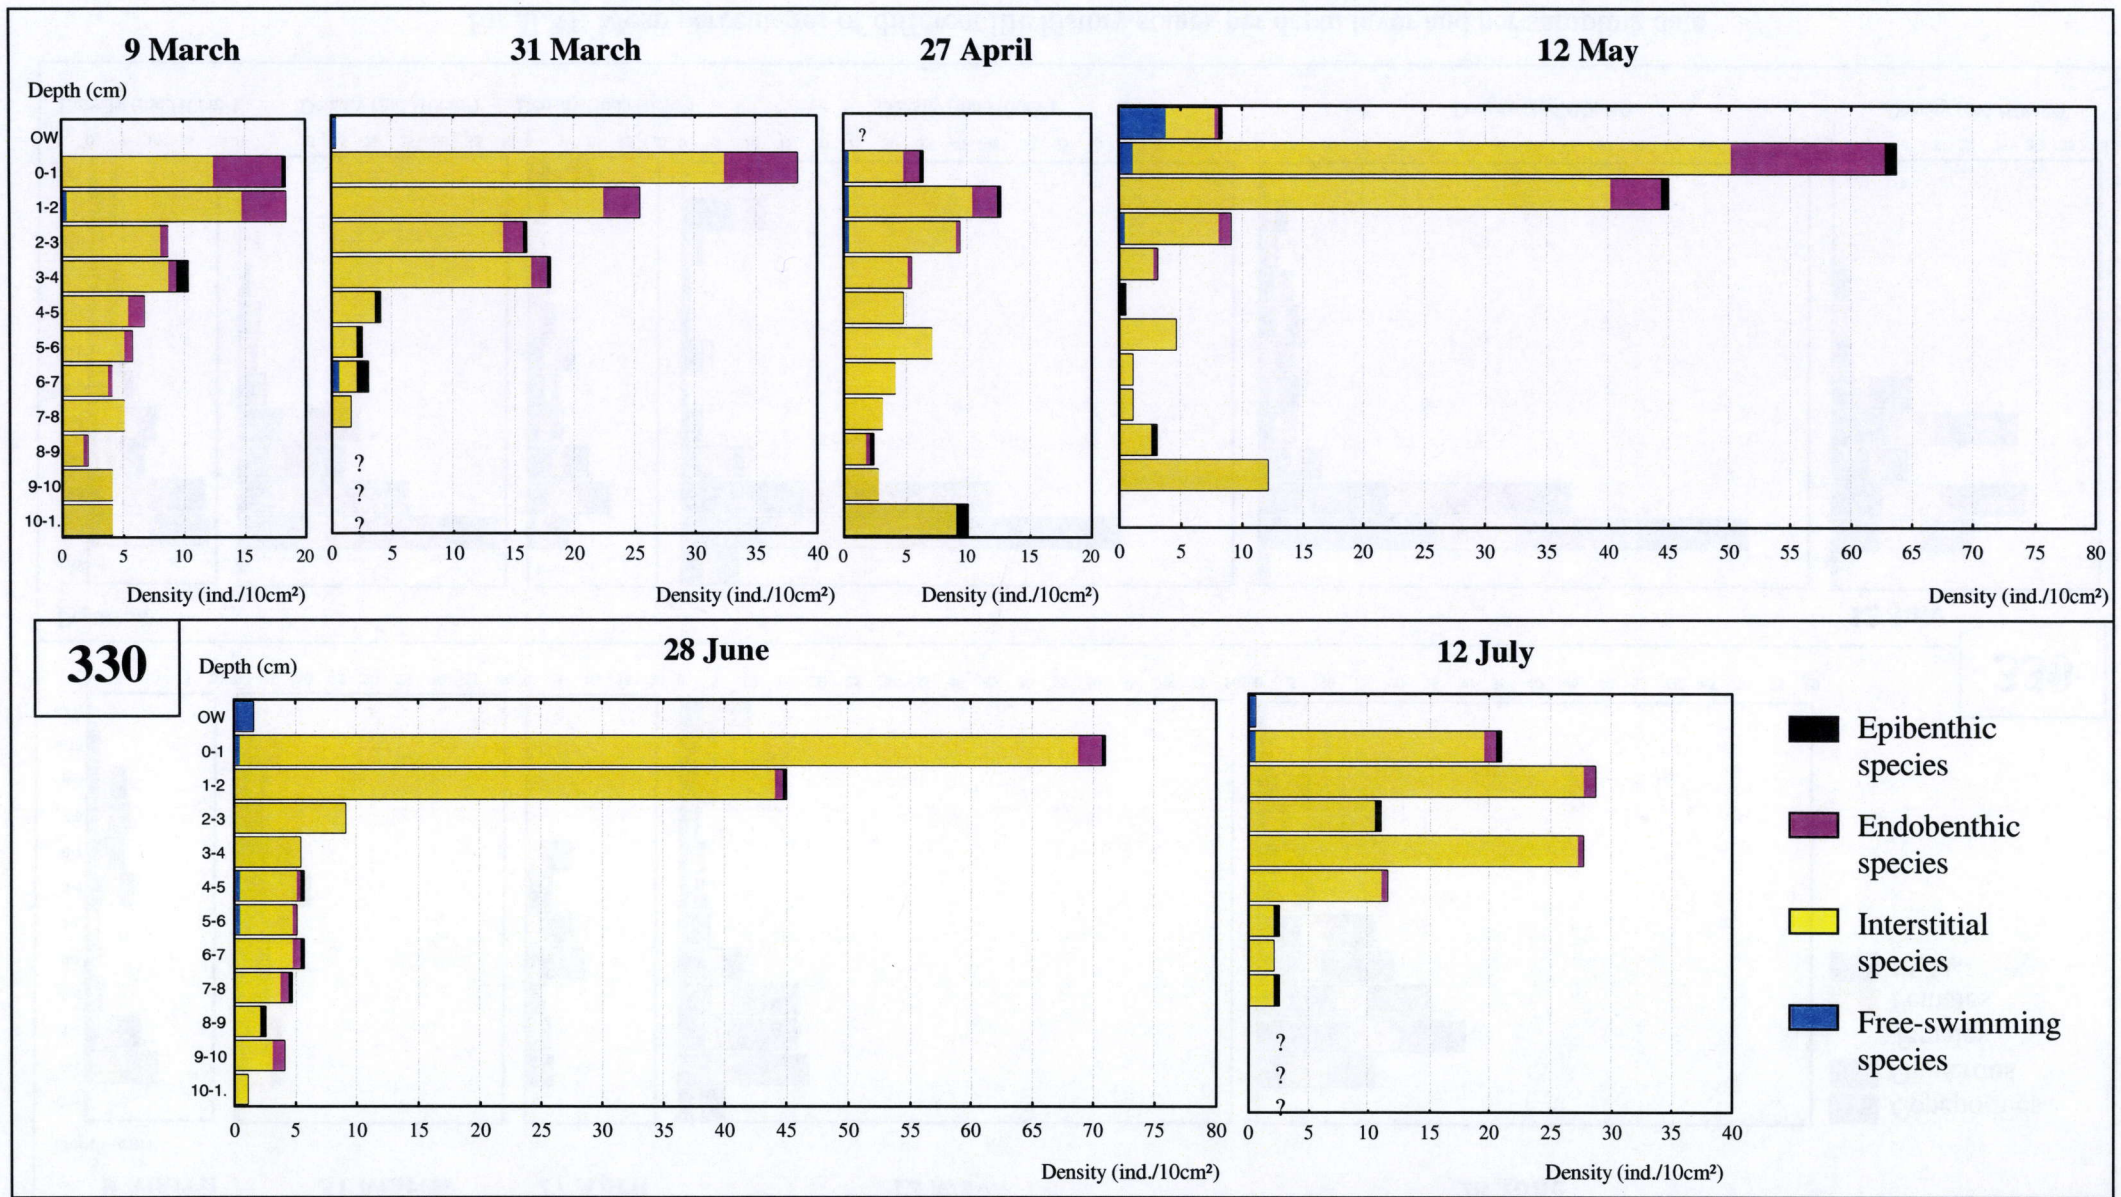 9 March
31 March
27 April
12 May
Depth (cm)
OW
0-1
1-2
2-3
3-4
4-5
5-6
6-7
7-8
8-9
9-10
10-1.
?
?
?
?
0 5 10 15 20
0 5 10 15 20 25 30 35 40
0 5 10 15 20
0 5 10 15 20 25 30 35 40 45 50 55 60 65 70 75 80
Density (ind./10cm²)
Density (ind./10cm²)
Density (ind./10cm²)
Density (ind./10cm²)
330
28 June
12 July
Depth (cm)
OW
0-1
1-2
2-3
3-4
4-5
5-6
6-7
7-8
8-9
9-10
10-1.
?
?
?
0 5 10 15 20 25 30 35 40 45 50 55 60 65 70 75 80
0 5 10 15 20 25 30 35 40
Density (ind./10cm²)
Density (ind./10cm²)
Epibenthic
species
Endobenthic
species
Interstitial
species
Free-swimming
species